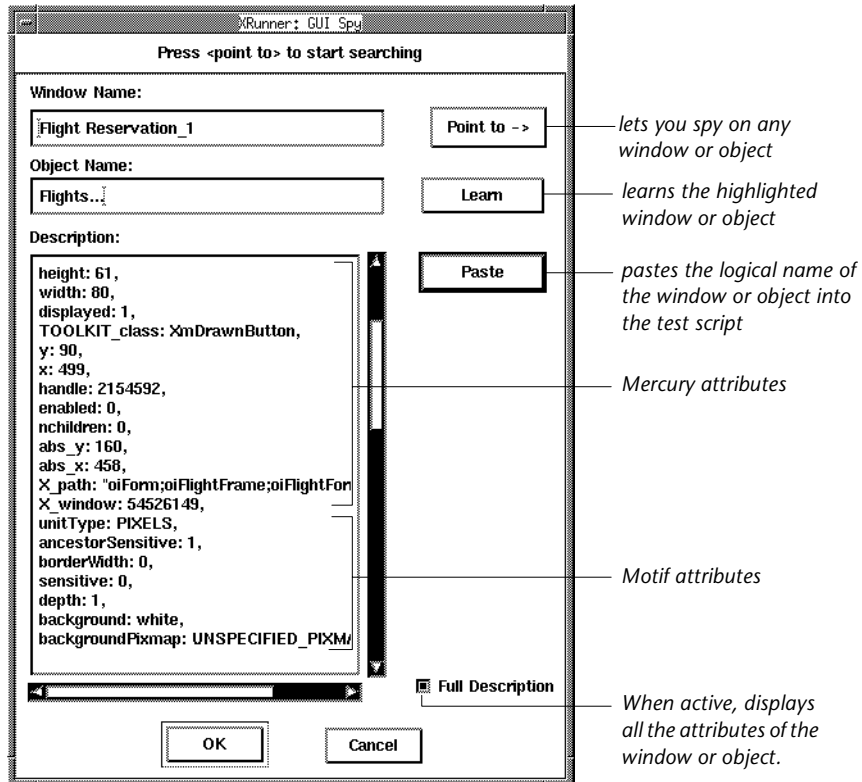 XRunner: GUI Spy
Press <point to> to start searching
Window Name:
Flight Reservation_1
Point to ->
lets you spy on any
window or object
Object Name:
Flights...
Learn
learns the highlighted
window or object
Description:
Paste
pastes the logical name of
the window or object into
the test script
height: 61,
width: 80,
displayed: 1,
TOOLKIT_class: XmDrawnButton,
y: 90,
x: 499,
handle: 2154592,
enabled: 0,
nchildren: 0,
abs_y: 160,
abs_x: 458,
X_path: "oiForm;oiFlightFrame;oiFlightFor
X_window: 54526149,
Mercury attributes
unitType: PIXELS,
ancestorSensitive: 1,
borderWidth: 0,
sensitive: 0,
depth: 1,
background: white,
backgroundPixmap: UNSPECIFIED_PIXMA
Motif attributes
Full Description
When active, displays
all the attributes of the
window or object.
OK
Cancel